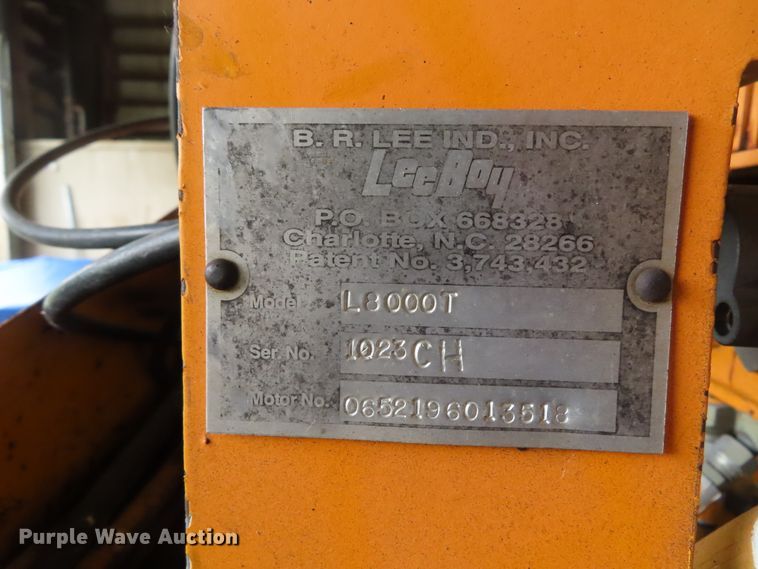 B. R. LEE IND., INC.
LeeBoy
P.O. BOX 668328
Charlotte, N.C. 28266
Patent No. 3,743,432
Model L8000T
Ser. No. 1023CH
Motor No. 0652196013518
Purple Wave Auction®